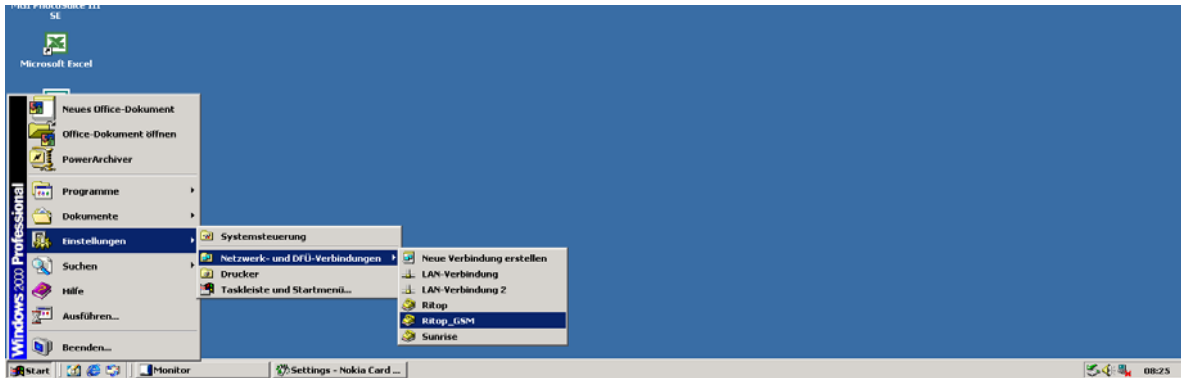 SE
Microsoft Excel
Neues Office-Dokument
Office-Dokument öffnen
PowerArchiver
Programme
Dokumente
Einstellungen
Suchen
Hilfe
Ausführen...
Beenden...
Windows 2000 Professional
Systemsteuerung
Netzwerk- und DFÜ-Verbindungen
Drucker
Taskleiste und Startmenü...
Neue Verbindung erstellen
LAN-Verbindung
LAN-Verbindung 2
Ritop
Ritop_GSM
Sunrise
Start
Monitor
Settings - Nokia Card ...
08:25